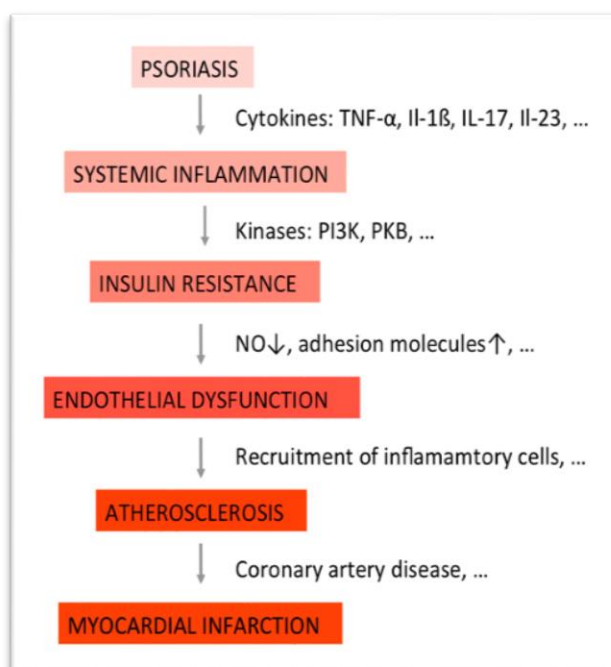 PSORIASIS
Cytokines: TNF-α, Il-1ß, IL-17, Il-23, ...
SYSTEMIC INFLAMMATION
Kinases: PI3K, PKB, ...
INSULIN RESISTANCE
NO↓, adhesion molecules↑, ...
ENDOTHELIAL DYSFUNCTION
Recruitment of inflamamtory cells, ...
ATHEROSCLEROSIS
Coronary artery disease, ...
MYOCARDIAL INFARCTION